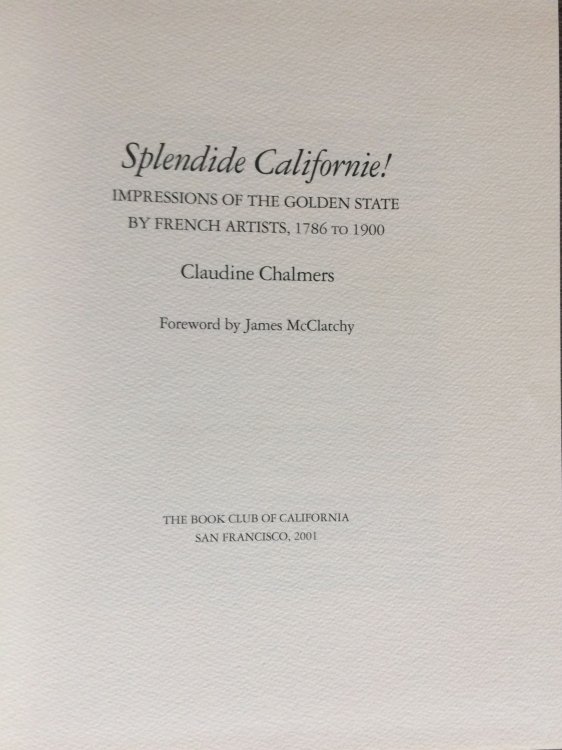 Splendide Californie!
IMPRESSIONS OF THE GOLDEN STATE
BY FRENCH ARTISTS, 1786 TO 1900
Claudine Chalmers
Foreword by James McClatchy
THE BOOK CLUB OF CALIFORNIA
SAN FRANCISCO, 2001